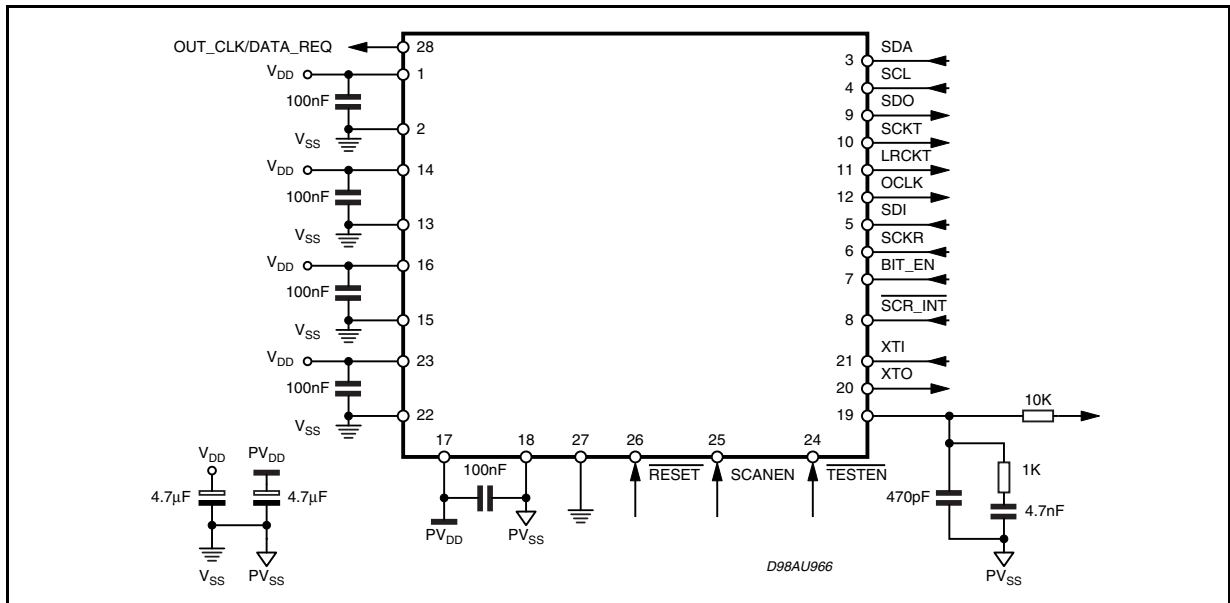 OUT_CLK/DATA_REQ 28
VDD 1
100nF
VSS 2
VDD 14
100nF
VSS 13
VDD 16
100nF
VSS 15
VDD 23
100nF
VSS 22
3 SDA
4 SCL
9 SDO
10 SCKT
11 LRCKT
12 OCLK
5 SDI
6 SCKR
7 BIT_EN
8 SCR_INT
21 XTI
20 XTO
19 10K
17 18 27 26 25 24
100nF RESET SCANEN TESTEN
PVDD PVSS
VDD PVDD
4.7μF 4.7μF
VSS PVSS
1K
470pF 4.7nF
PVSS
D98AU966